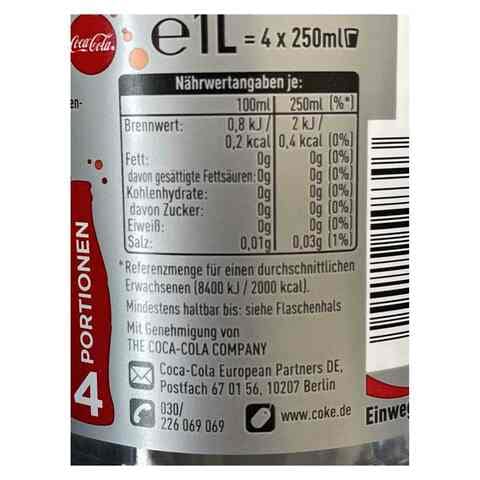 Coca-Cola
e1L = 4 x 250ml
en-
Nährwertangaben je:
100ml 250ml (%*)
Brennwert: 0,8 kJ / 2 kJ /
0,2 kcal 0,4 kcal (0%)
Fett: 0g 0g (0%)
davon gesättigte Fettsäuren: 0g 0g (0%)
Kohlenhydrate: 0g 0g (0%)
davon Zucker: 0g 0g (0%)
Eiweß: 0g 0g (0%)
Salz: 0,01g 0,03g (1%)
*Referenzmenge für einen durchschnittlichen
Erwachsenen (8400 kJ / 2000 kcal).
Mindestens haltbar bis: siehe Flaschenhals
Mit Genehmigung von
THE COCA-COLA COMPANY
Coca-Cola European Partners DE,
Postfach 67 01 56, 10207 Berlin
030/
226 069 069
www.coke.de
4 PORTIONEN
Einweg